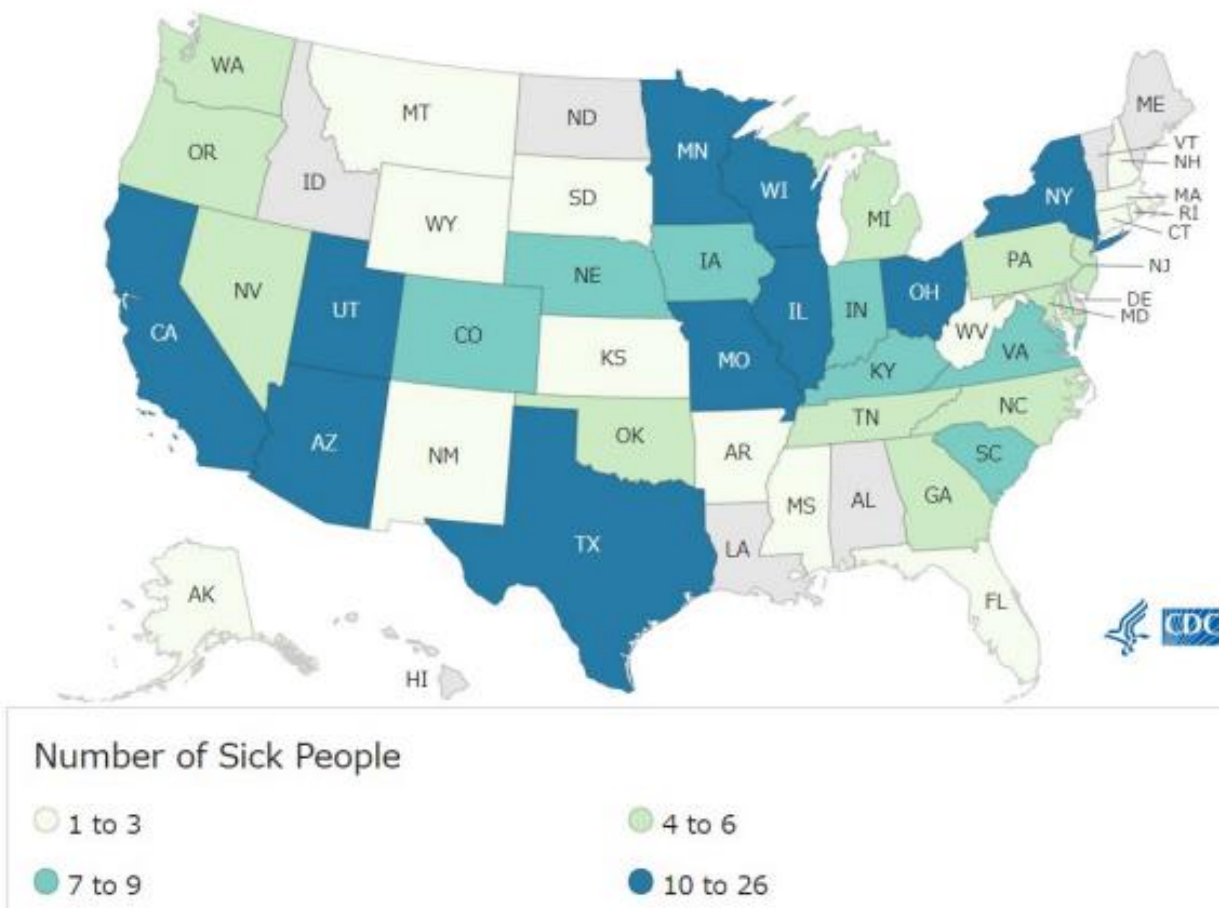 WA
MT
ND
ME
OR
MN
VT
NH
ID
SD
WI
NY
MA
RI
WY
MI
CT
NE
IA
PA
NJ
NV
UT
CO
IL
IN
OH
DE
MD
CA
KS
MO
WV
VA
KY
AZ
NM
OK
AR
TN
NC
SC
TX
MS
AL
GA
LA
AK
FL
CDC
HI
Number of Sick People
1 to 3
4 to 6
7 to 9
10 to 26